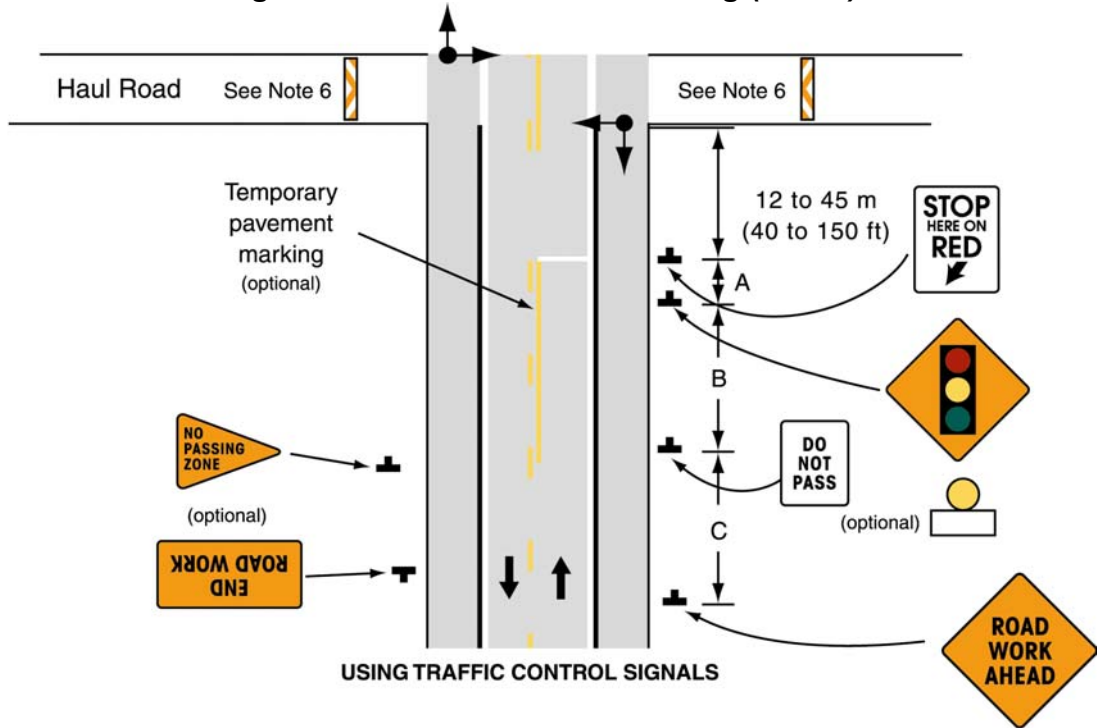 Haul Road
See Note 6
See Note 6
Temporary
pavement
marking
(optional)
12 to 45 m
(40 to 150 ft)
STOP
HERE ON
RED
A
B
C
NO
PASSING
ZONE
(optional)
DO
NOT
PASS
(optional)
END
ROAD WORK
ROAD
WORK
AHEAD
USING TRAFFIC CONTROL SIGNALS